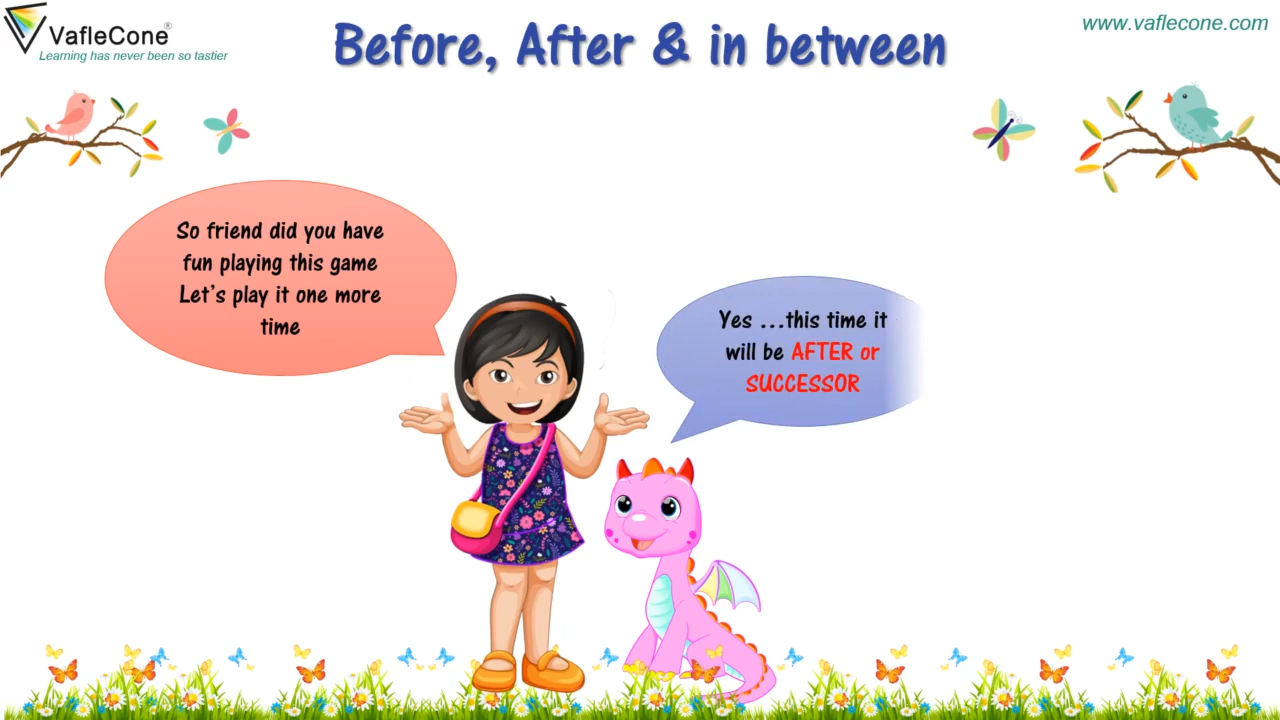 VafleCone®
Learning has never been so tastier
Before, After & in between
www.vaflecone.com
So friend did you have
fun playing this game
Let's play it one more
time
Yes ...this time it
will be AFTER or
SUCCESSOR